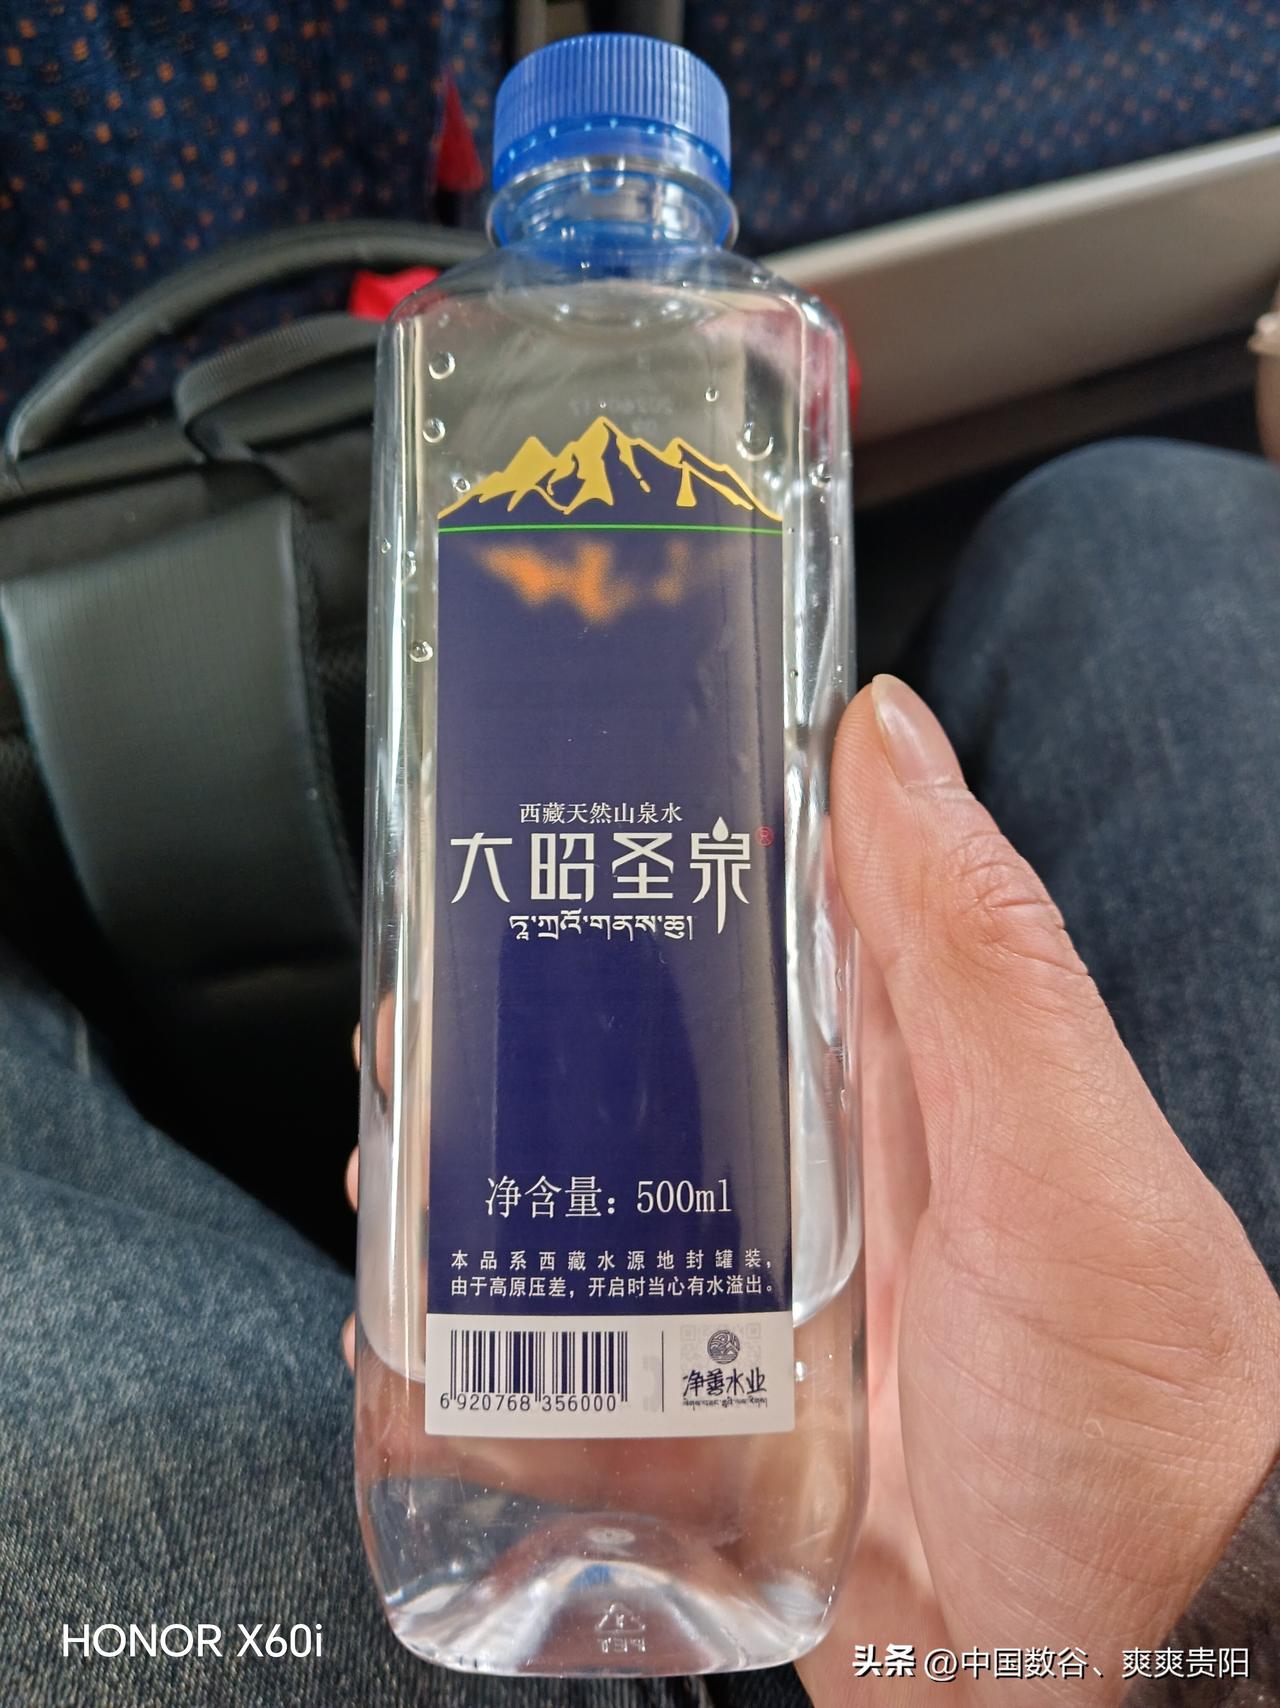 西藏天然山泉水
大昭圣泉®
ཏཱ་ཀྲའོ་གནས་ཆུ།
净含量：500ml
本品系西藏水源地封罐装，
由于高原压差，开启时当心有水溢出。
6 920768 356000
净善水业
HONOR X60i
头条 @中国数谷、爽爽贵阳